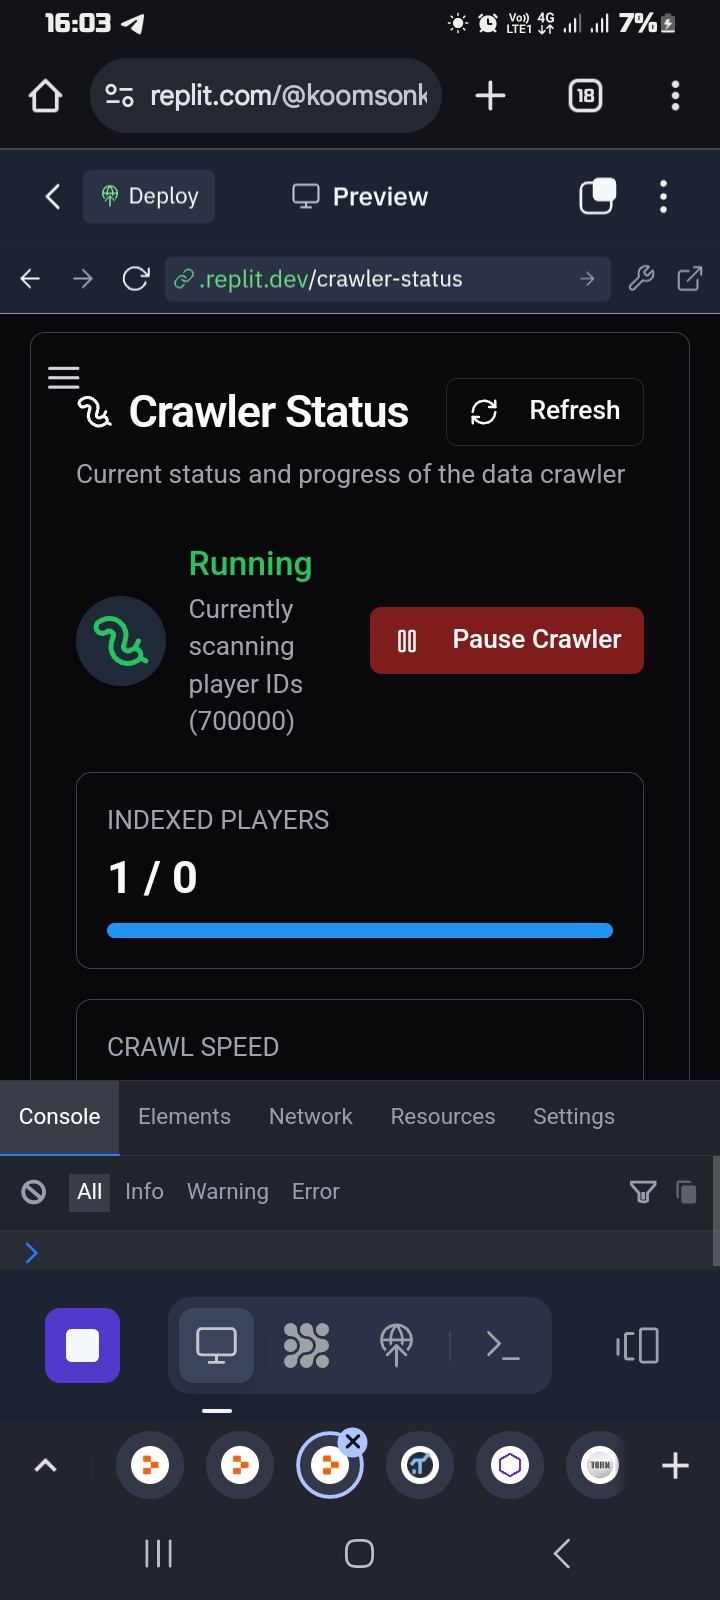 16:03
Vo)) 4G
LTE1
7%
replit.com/@koomsonk
18
Deploy
Preview
.replit.dev/crawler-status
Crawler Status
Refresh
Current status and progress of the data crawler
Running
Currently
scanning
player IDs
(700000)
Pause Crawler
INDEXED PLAYERS
1 / 0
CRAWL SPEED
Console Elements Network Resources Settings
All Info Warning Error
TORN